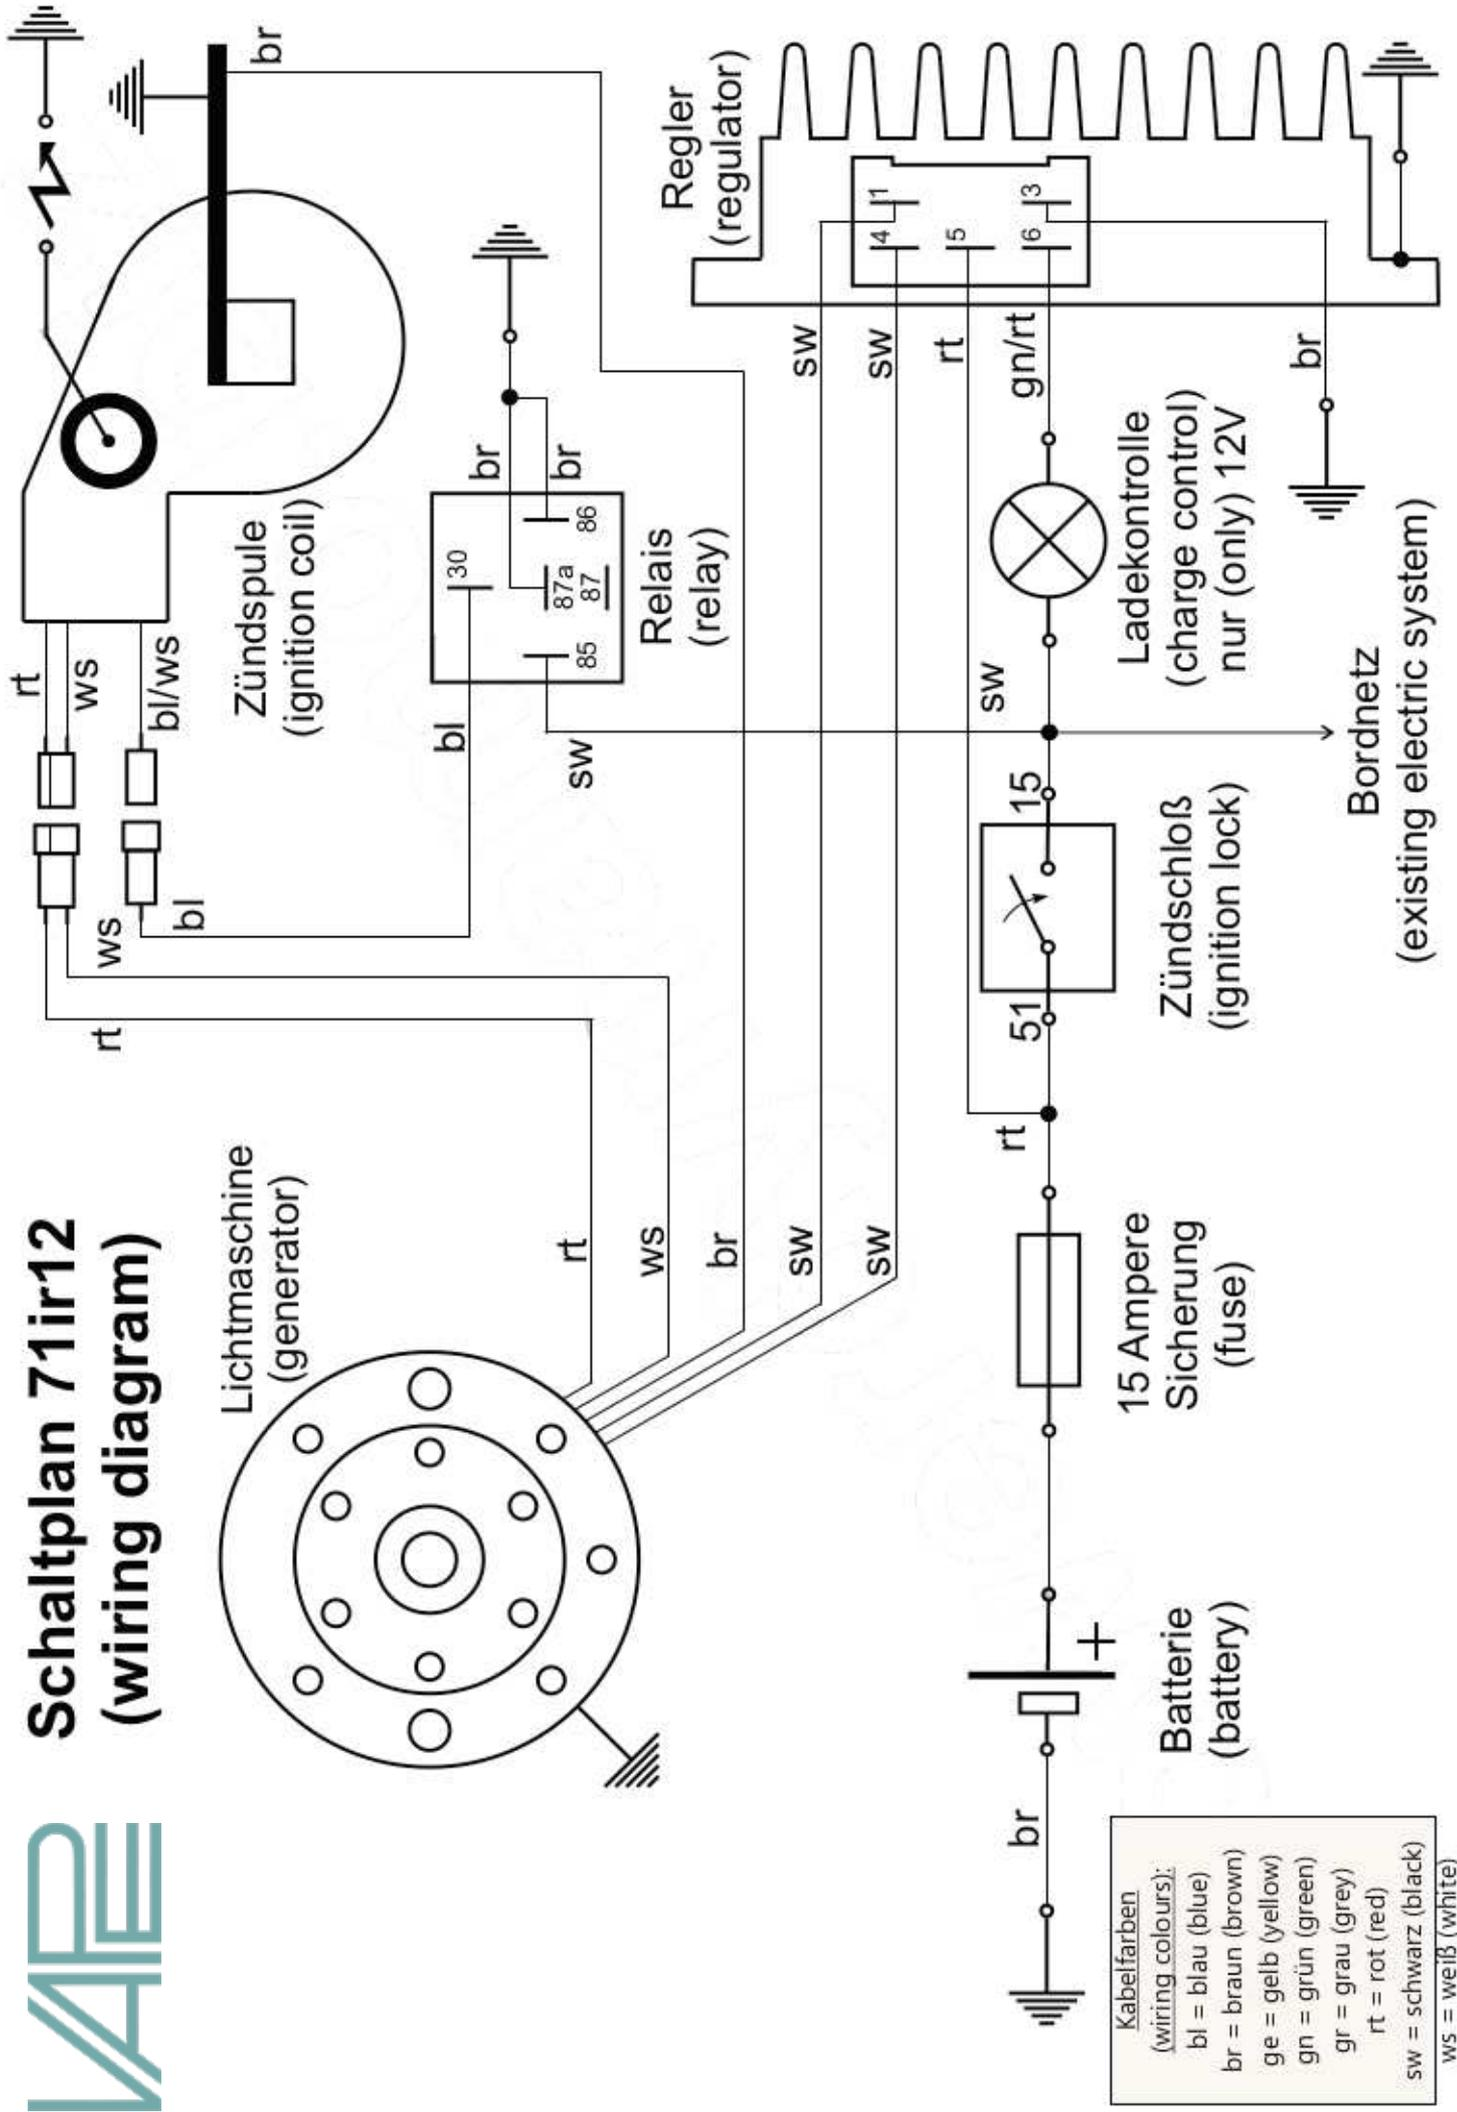 VAPE
Schaltplan 71ir12
(wiring diagram)
Lichtmaschine
(generator)
rt
ws
br
sw
sw
rt
ws
bl
rt
ws
bl/ws
Zündspule
(ignition coil)
br
bl
sw
30
87a
87
85
86
br
br
Relais
(relay)
Regler
(regulator)
1
4
5
3
6
sw
sw
rt
gn/rt
br
br
Batterie
(battery)
+
15 Ampere
Sicherung
(fuse)
rt
51
15
Zündschloß
(ignition lock)
sw
Ladekontrolle
(charge control)
nur (only) 12V
Bordnetz
(existing electric system)
Kabelfarben
(wiring colours):
bl = blau (blue)
br = braun (brown)
ge = gelb (yellow)
gn = grün (green)
gr = grau (grey)
rt = rot (red)
sw = schwarz (black)
ws = weiß (white)